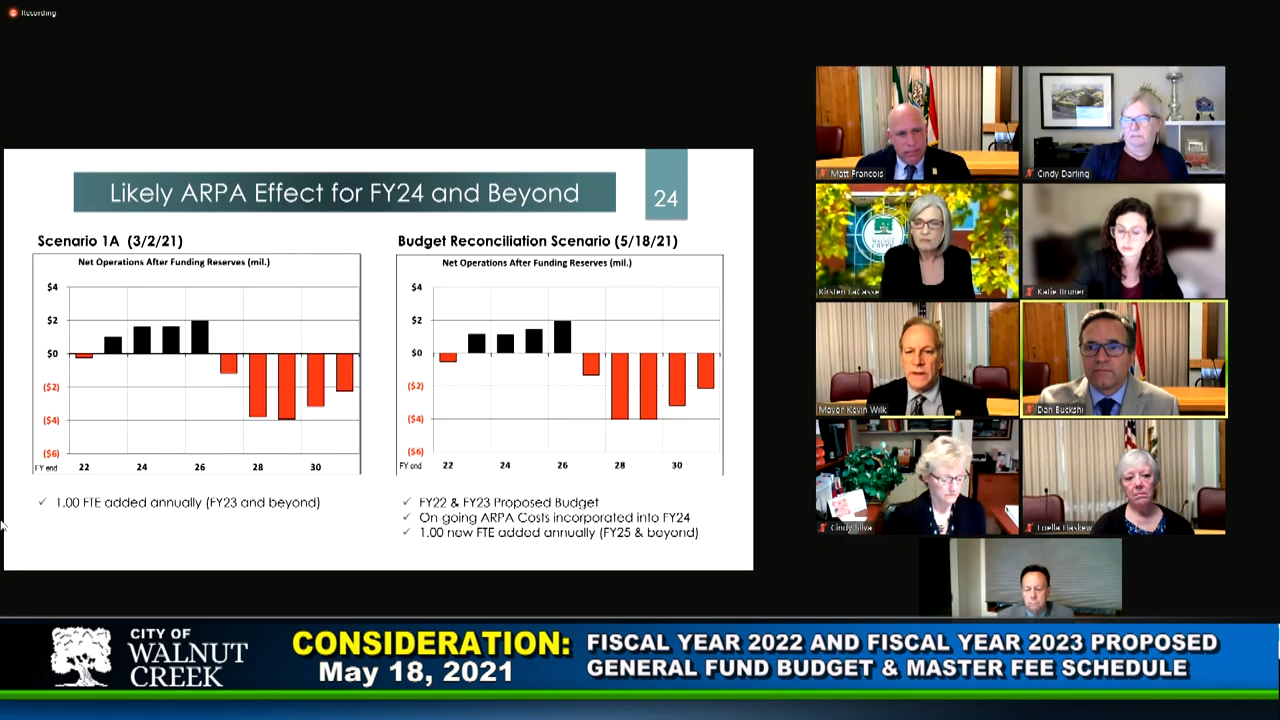 Recording
Likely ARPA Effect for FY24 and Beyond
24
Scenario 1A (3/2/21)
Net Operations After Funding Reserves (mil.)
$4
$2
$0
($2)
($4)
($6)
FY end 22 24 26 28 30
✓ 1.00 FTE added annually (FY23 and beyond)
Budget Reconciliation Scenario (5/18/21)
Net Operations After Funding Reserves (mil.)
$4
$2
$0
($2)
($4)
($6)
FY end 22 24 26 28 30
✓ FY22 & FY23 Proposed Budget
✓ On going ARPA Costs incorporated into FY24
✓ 1.00 new FTE added annually (FY25 & beyond)
Matt Francois
Cindy Darling
WALNUT
CREEK
Kirsten LaCasse
Katie Bruner
Mayor Kevin Wilk
Dan Buckshi
Cindy Silva
Loella Haskew
CITY OF
WALNUT
CREEK
CONSIDERATION:
May 18, 2021
FISCAL YEAR 2022 AND FISCAL YEAR 2023 PROPOSED
GENERAL FUND BUDGET & MASTER FEE SCHEDULE